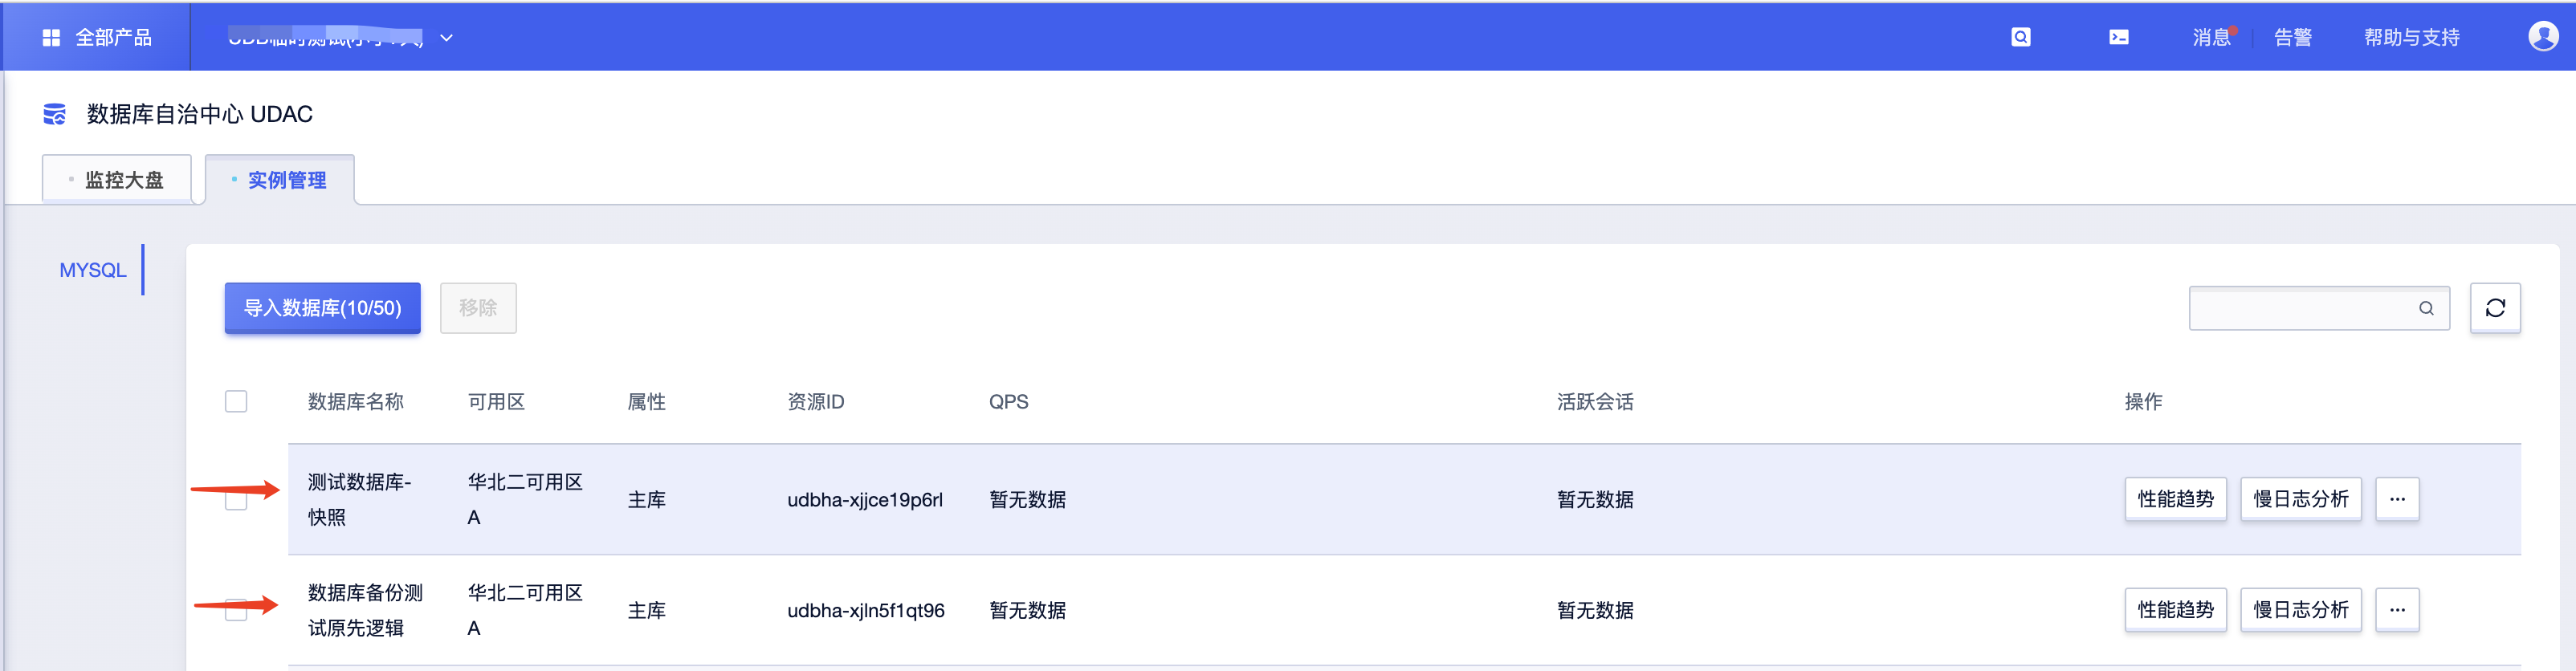 全部产品
消息
告警
帮助与支持
数据库自治中心 UDAC
监控大盘
实例管理
MYSQL
导入数据库(10/50)
移除
数据库名称
可用区
属性
资源ID
QPS
活跃会话
操作
测试数据库-
快照
华北二可用区
A
主库
udbha-xjjce19p6rl
暂无数据
暂无数据
性能趋势
慢日志分析
...
数据库备份测
试原先逻辑
华北二可用区
A
主库
udbha-xjln5f1qt96
暂无数据
暂无数据
性能趋势
慢日志分析
...